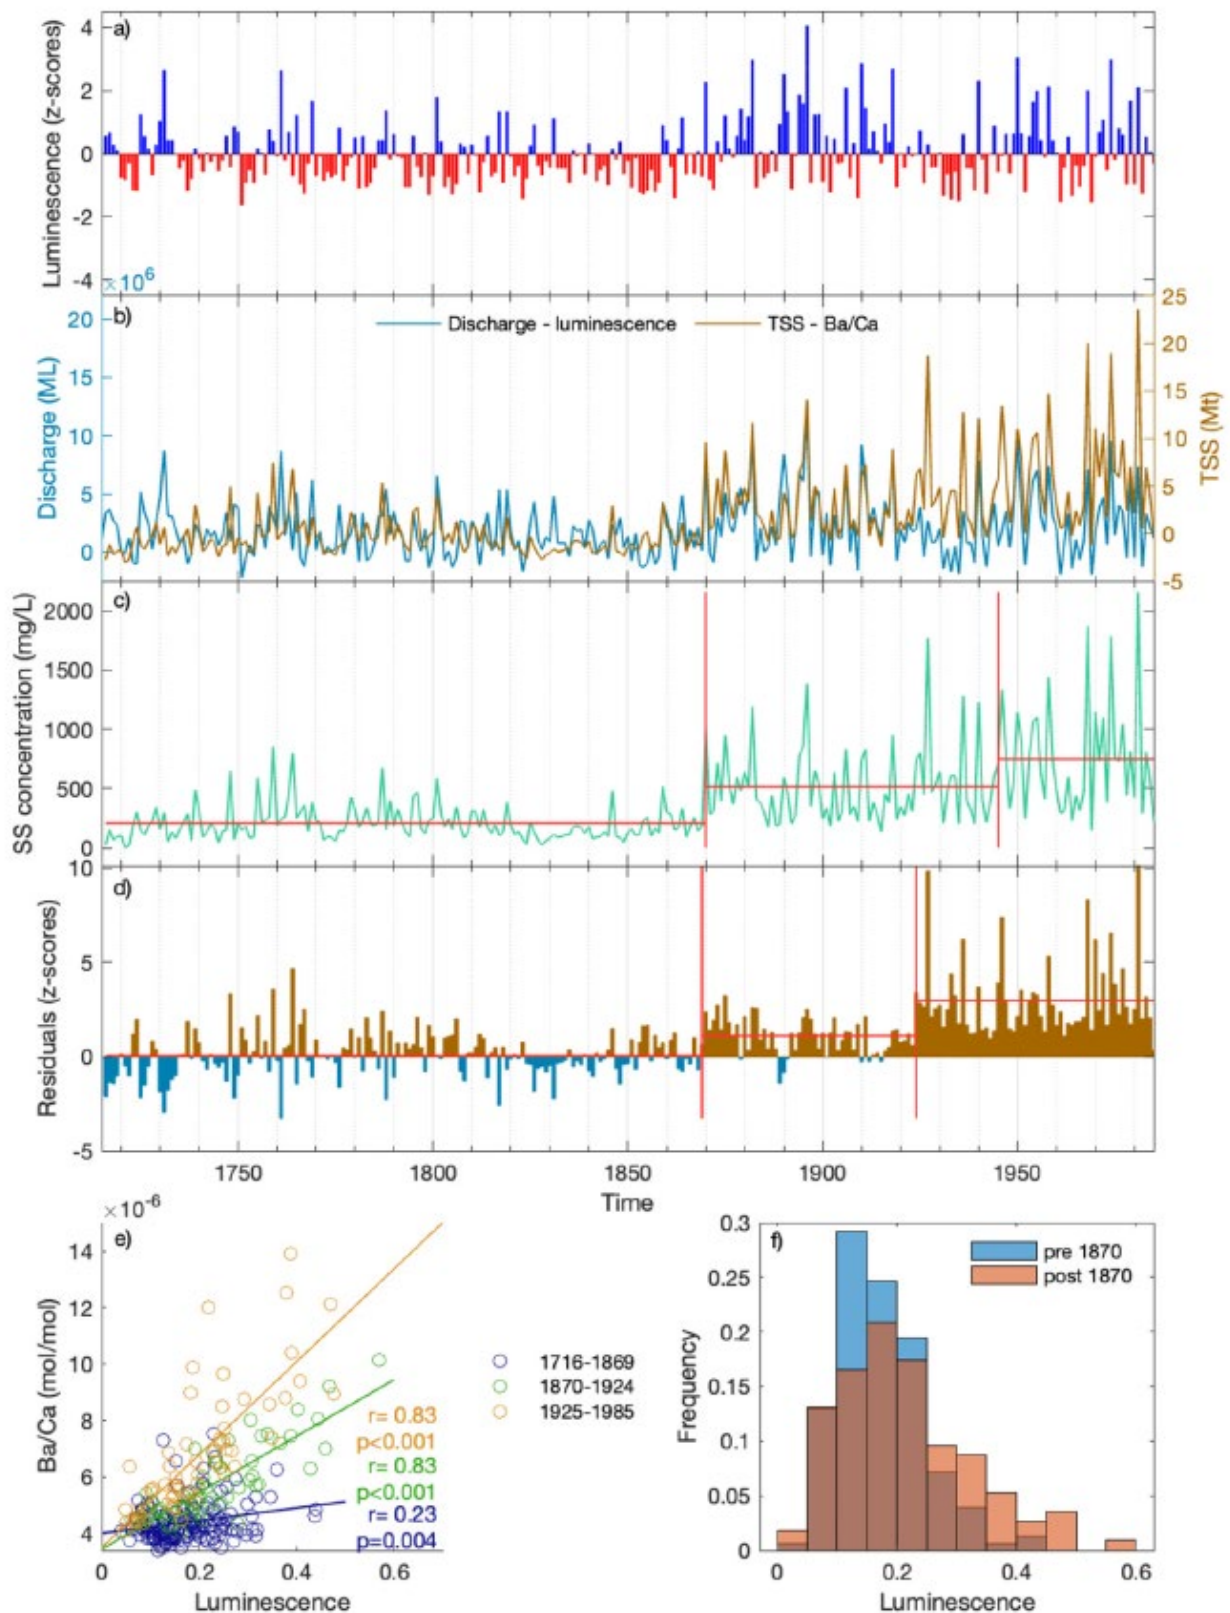 a)
4
2
0
-2
-4
Luminescence (z-scores)
×10^6
b)
Discharge - luminescence
TSS - Ba/Ca
20
15
10
5
0
Discharge (ML)
25
20
15
10
5
0
-5
TSS (Mt)
c)
2000
1500
1000
500
0
SS concentration (mg/L)
d)
10
5
0
-5
Residuals (z-scores)
1750
1800
1850
1900
1950
Time
×10^-6
e)
14
12
10
8
6
4
Ba/Ca (mol/mol)
r= 0.83
p<0.001
r= 0.83
p<0.001
r= 0.23
p=0.004
0
0.2
0.4
0.6
Luminescence
1716-1869
1870-1924
1925-1985
f)
pre 1870
post 1870
0.3
0.25
0.2
0.15
0.1
0.05
0
Frequency
0
0.2
0.4
0.6
Luminescence